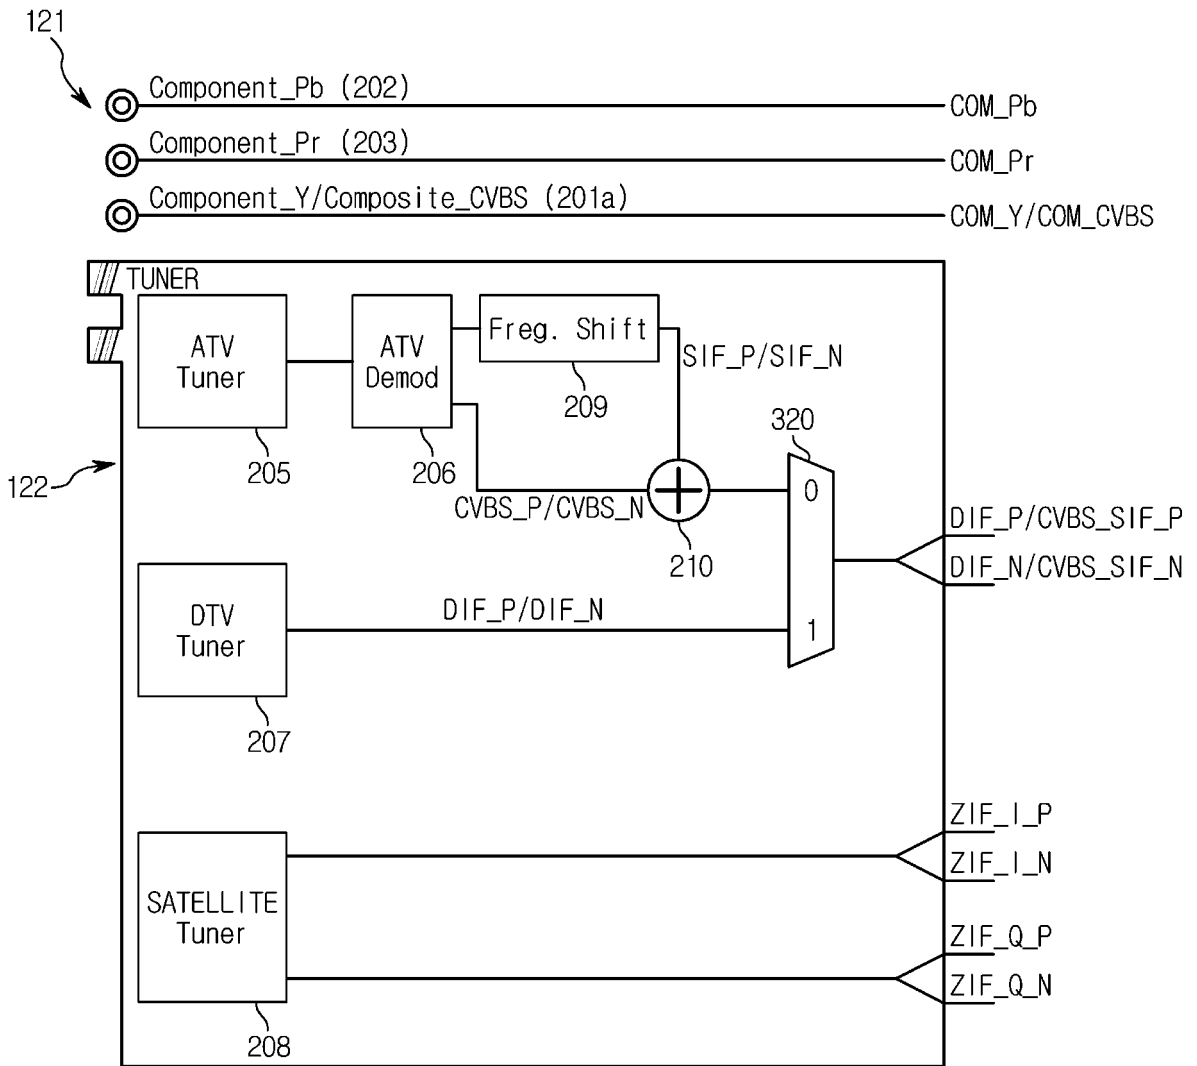 121
Component_Pb (202)
COM_Pb
Component_Pr (203)
COM_Pr
Component_Y/Composite_CVBS (201a)
COM_Y/COM_CVBS
TUNER
ATV
Tuner
205
ATV
Demod
206
Freg. Shift
209
SIF_P/SIF_N
320
122
CVBS_P/CVBS_N
210
0
1
DIF_P/CVBS_SIF_P
DIF_N/CVBS_SIF_N
DTV
Tuner
207
DIF_P/DIF_N
SATELLITE
Tuner
208
ZIF_I_P
ZIF_I_N
ZIF_Q_P
ZIF_Q_N